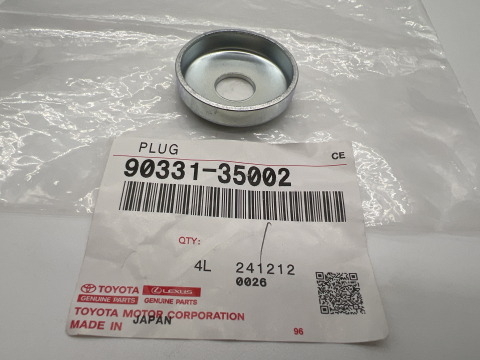 PLUG
CE
90331-35002
QTY:
4L 241212
0026
TOYOTA LEXUS
GENUINE PARTS GENUINE PARTS
TOYOTA MOTOR CORPORATION
MADE IN JAPAN
96